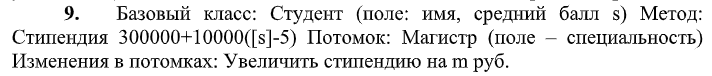 9. Базовый класс: Студент (поле: имя, средний балл s) Метод:
Стипендия 300000+10000([s]-5) Потомок: Магистр (поле – специальность)
Изменения в потомках: Увеличить стипендию на m руб.